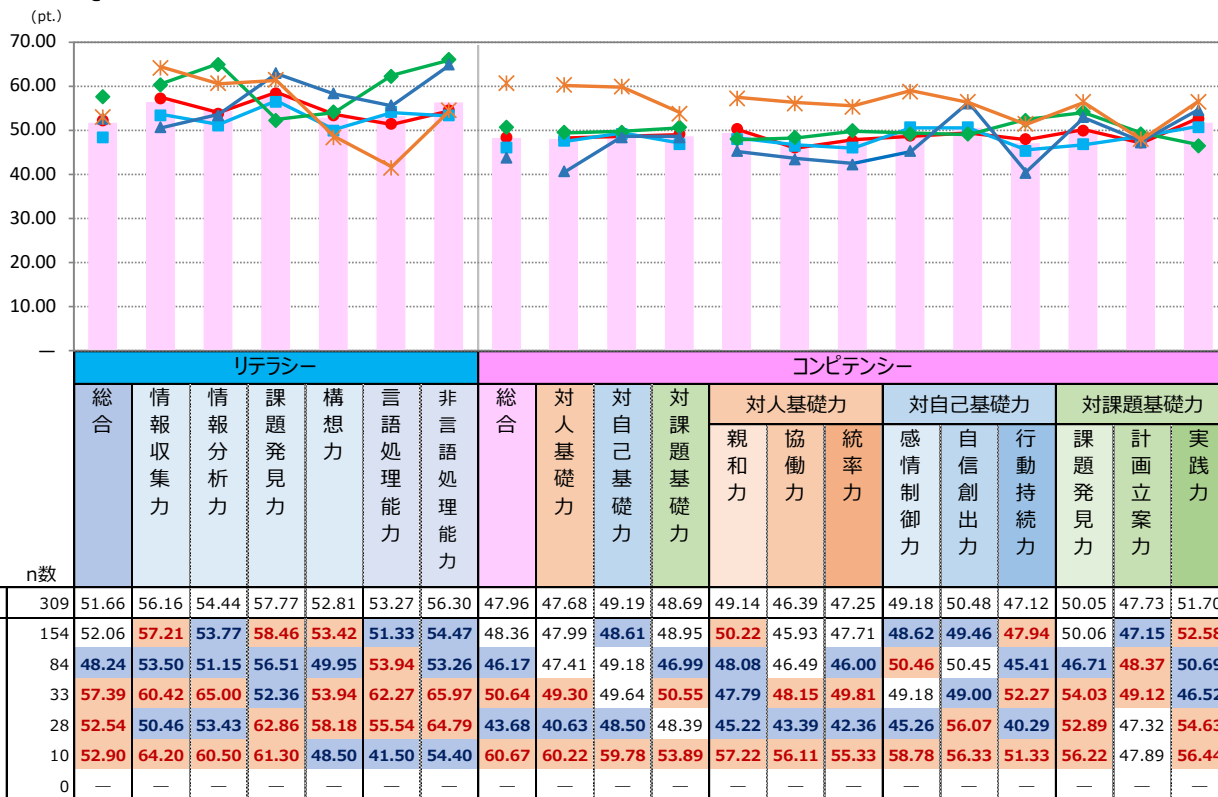 (pt.)
70.00
60.00
50.00
40.00
30.00
20.00
10.00
—
リテラシー コンピテンシー
総合 情報収集力 情報分析力 課題発見力 構想力 言語処理能力 非言語処理能力 総合 対人基礎力 対自己基礎力 対課題基礎力 対人基礎力 対自己基礎力 対課題基礎力
親和力 協働力 統率力 感情制御力 自信創出力 行動持続力 課題発見力 計画立案力 実践力
n数
309 51.66 56.16 54.44 57.77 52.81 53.27 56.30 47.96 47.68 49.19 48.69 49.14 46.39 47.25 49.18 50.48 47.12 50.05 47.73 51.70
154 52.06 57.21 53.77 58.46 53.42 51.33 54.47 48.36 47.99 48.61 48.95 50.22 45.93 47.71 48.62 49.46 47.94 50.06 47.15 52.58
84 48.24 53.50 51.15 56.51 49.95 53.94 53.26 46.17 47.41 49.18 46.99 48.08 46.49 46.00 50.46 50.45 45.41 46.71 48.37 50.69
33 57.39 60.42 65.00 52.36 53.94 62.27 65.97 50.64 49.30 49.64 50.55 47.79 48.15 49.81 49.18 49.00 52.27 54.03 49.12 46.52
28 52.54 50.46 53.43 62.86 58.18 55.54 64.79 43.68 40.63 48.50 48.39 45.22 43.39 42.36 45.26 56.07 40.29 52.89 47.32 54.63
10 52.90 64.20 60.50 61.30 48.50 41.50 54.40 60.67 60.22 59.78 53.89 57.22 56.11 55.33 58.78 56.33 51.33 56.22 47.89 56.44
0 — — — — — — — — — — — — — — — — — — — —